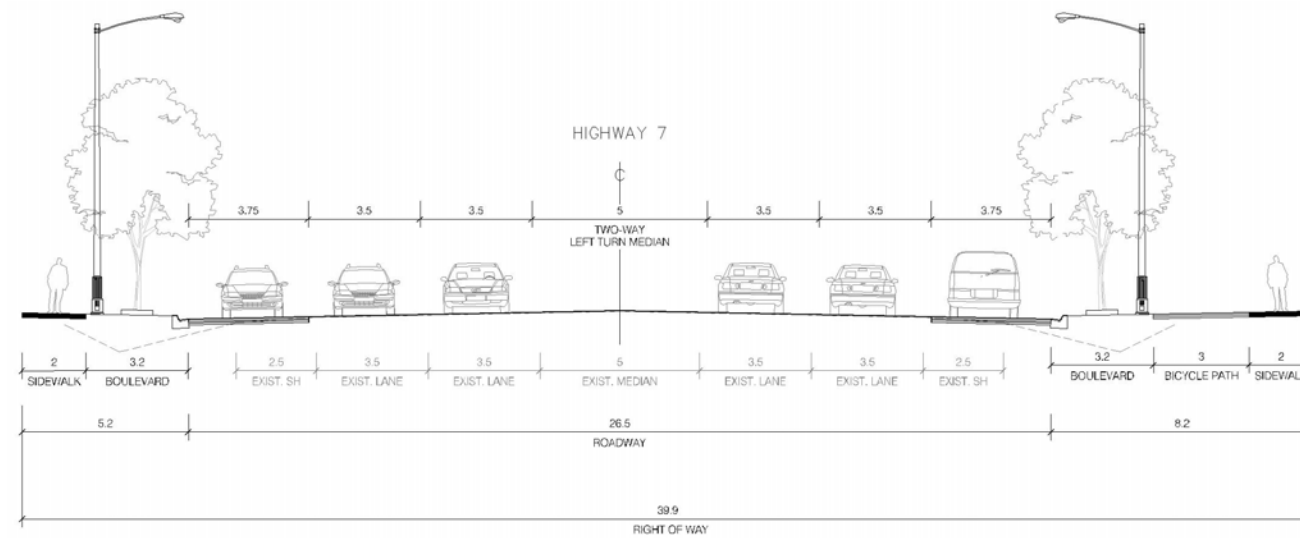 HIGHWAY 7
C
3.75 3.5 3.5 5 3.5 3.5 3.75
TWO-WAY
LEFT TURN MEDIAN
2 3.2 2.5 3.5 3.5 5 3.5 3.5 2.5 3.2 3 2
SIDEWALK BOULEVARD EXIST. SH EXIST. LANE EXIST. LANE EXIST. MEDIAN EXIST. LANE EXIST. LANE EXIST. SH BOULEVARD BICYCLE PATH SIDEWAL
5.2 26.5 8.2
ROADWAY
39.9
RIGHT OF WAY